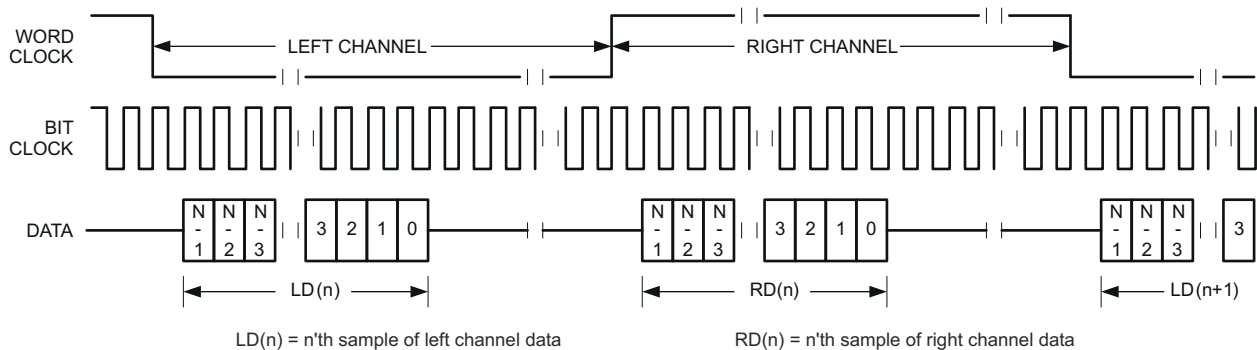 WORD
CLOCK
LEFT CHANNEL
RIGHT CHANNEL
BIT
CLOCK
DATA
N
-
1
N
-
2
N
-
3
3 2 1 0
N
-
1
N
-
2
N
-
3
3 2 1 0
N
-
1
N
-
2
N
-
3
3
LD(n)
RD(n)
LD(n+1)
LD(n) = n'th sample of left channel data
RD(n) = n'th sample of right channel data